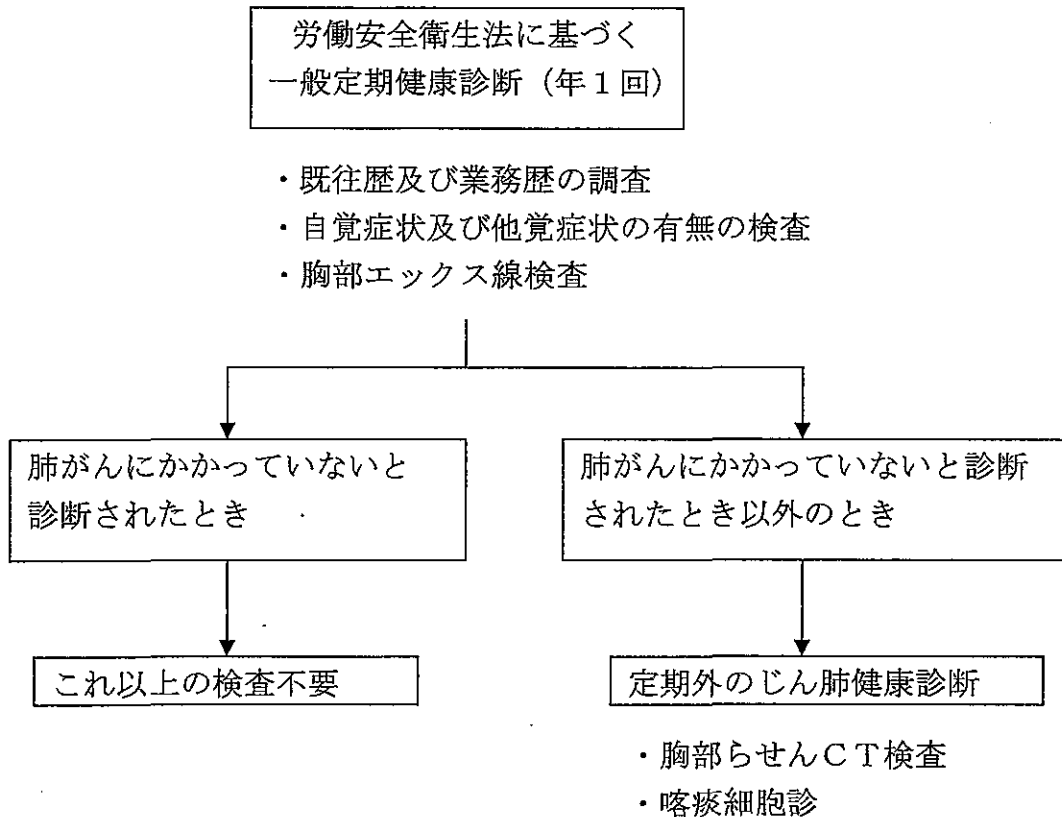 労働安全衛生法に基づく
一般定期健康診断（年１回）
・既往歴及び業務歴の調査
・自覚症状及び他覚症状の有無の検査
・胸部エックス線検査
肺がんにかかっていないと
診断されたとき
肺がんにかかっていないと診断
されたとき以外のとき
これ以上の検査不要
定期外のじん肺健康診断
・胸部らせんＣＴ検査
・喀痰細胞診